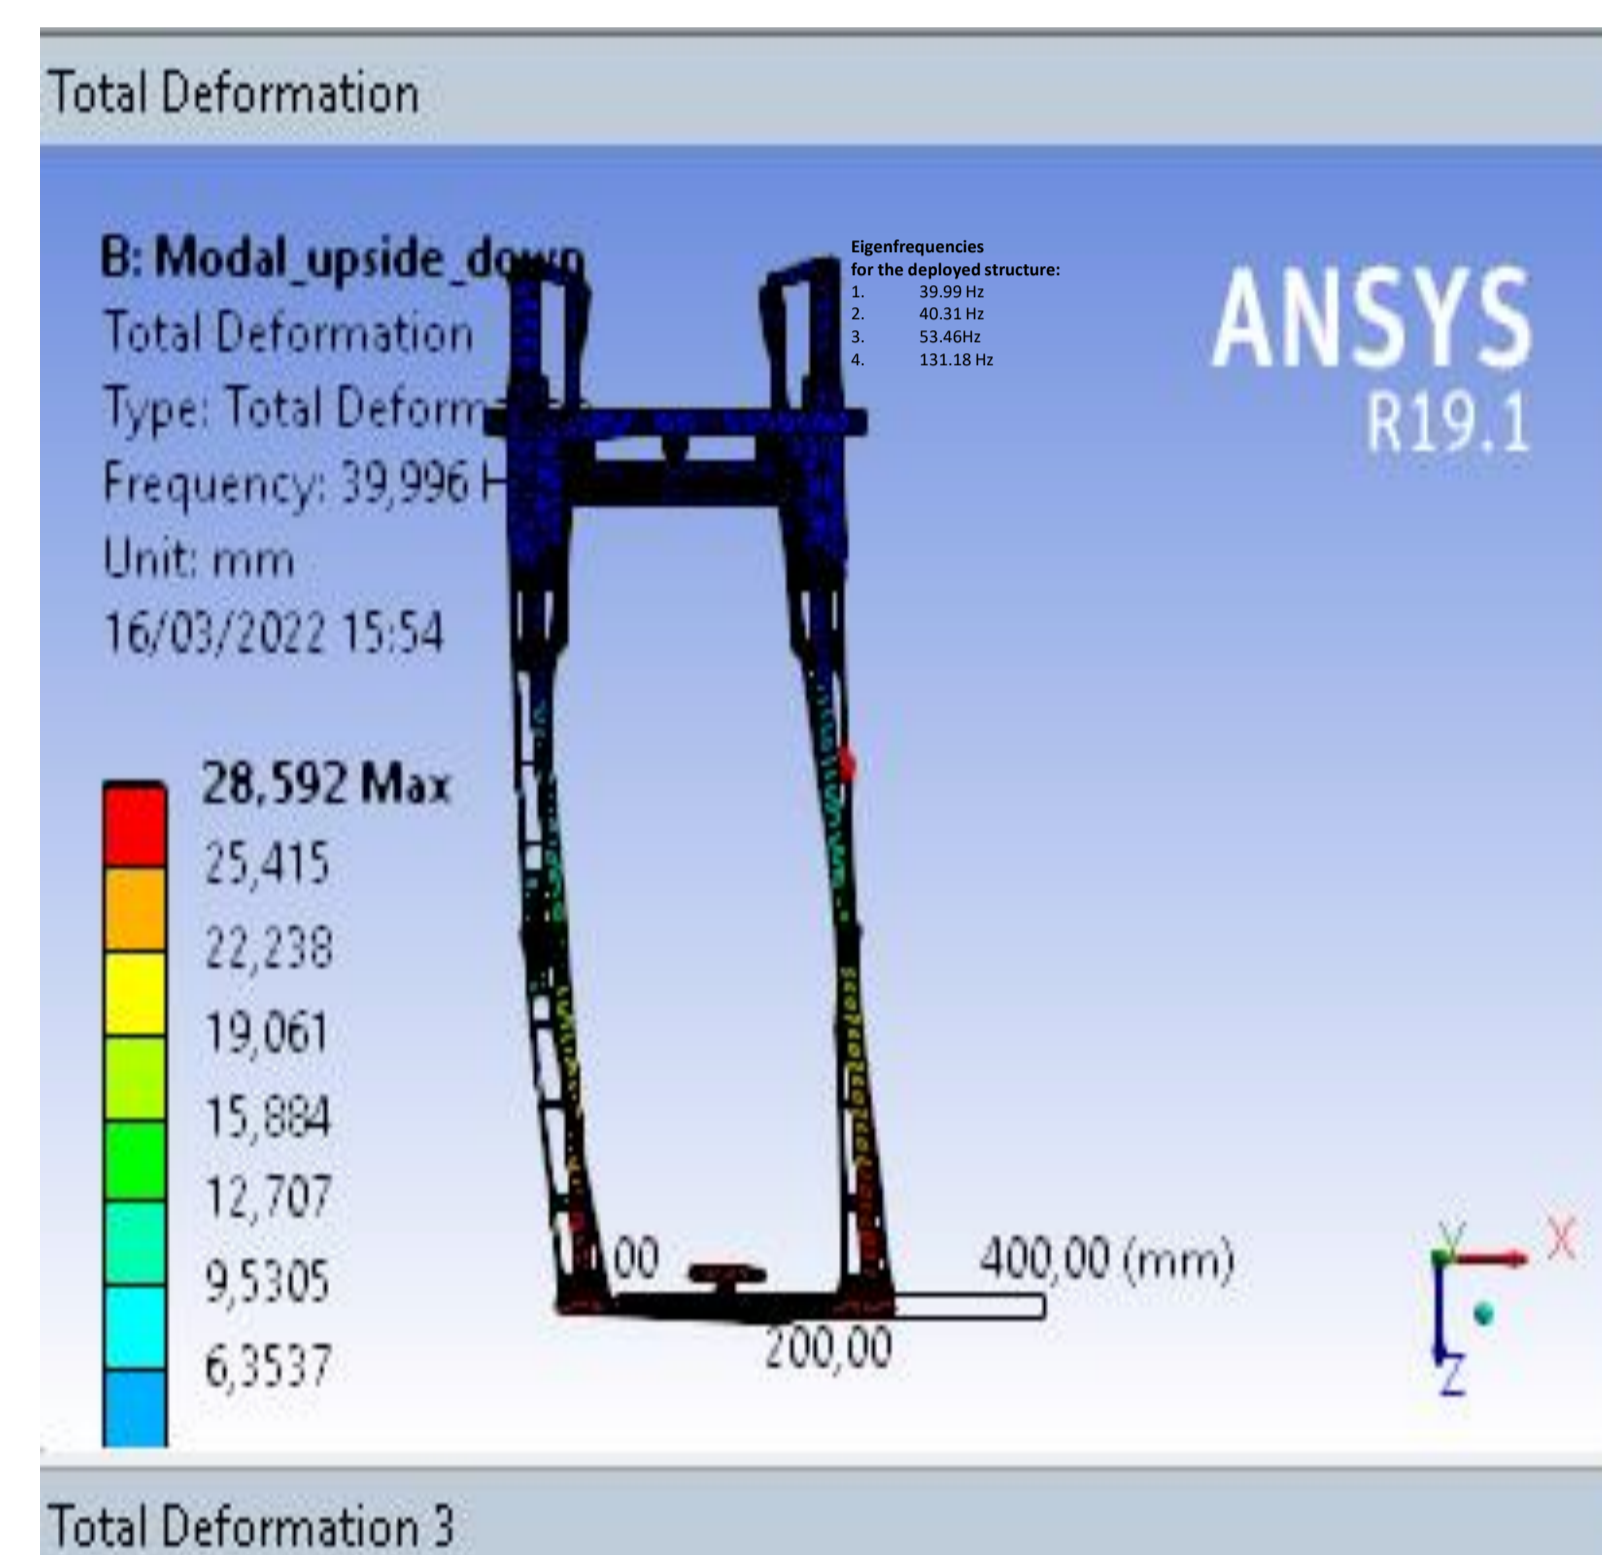 Total Deformation
B: Modal_upside_down
Total Deformation
Type: Total Deform
Frequency: 39,996 H
Unit: mm
16/03/2022 15:54
Eigenfrequencies
for the deployed structure:
1. 39.99 Hz
2. 40.31 Hz
3. 53.46Hz
4. 131.18 Hz
ANSYS
R19.1
28,592 Max
25,415
22,238
19,061
15,884
12,707
9,5305
6,3537
00
400,00 (mm)
200,00
Y
X
Z
Total Deformation 3